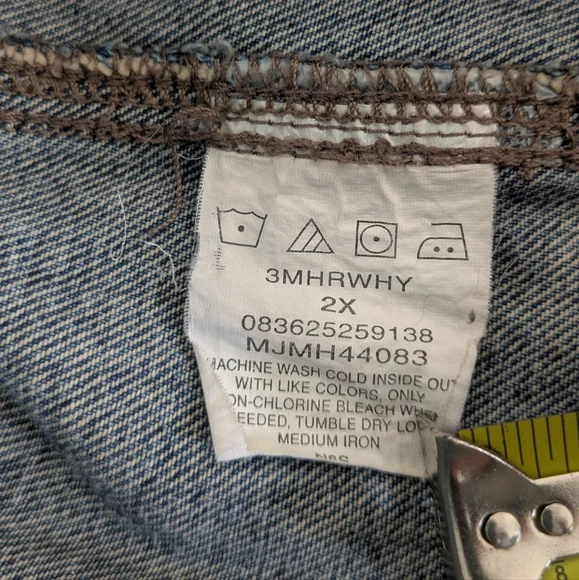 3MHRWHY
2X
083625259138
MJMH44083
MACHINE WASH COLD INSIDE OUT
WITH LIKE COLORS, ONLY
NON-CHLORINE BLEACH WHEN
NEEDED, TUMBLE DRY LOW
MEDIUM IRON
8